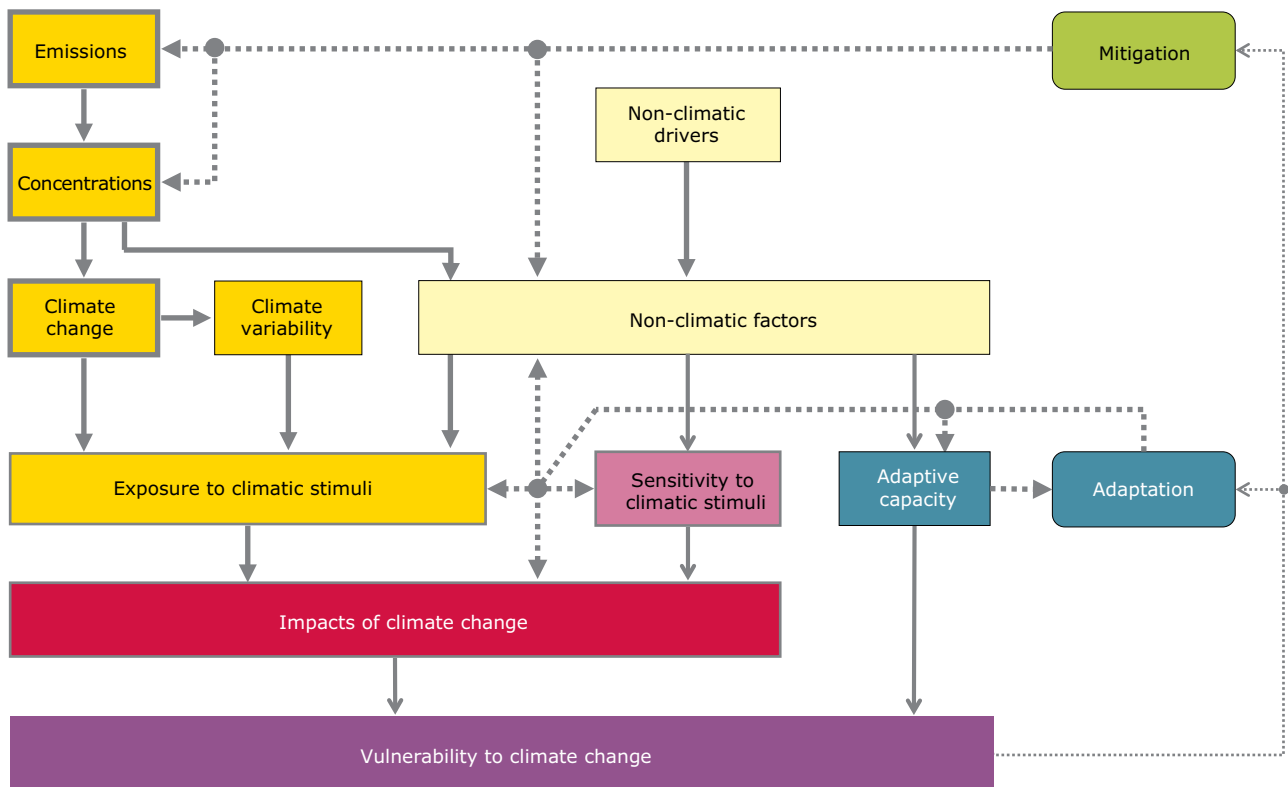 Emissions
Mitigation
Non-climatic
drivers
Concentrations
Climate
change
Climate
variability
Non-climatic factors
Exposure to climatic stimuli
Sensitivity to
climatic stimuli
Adaptive
capacity
Adaptation
Impacts of climate change
Vulnerability to climate change